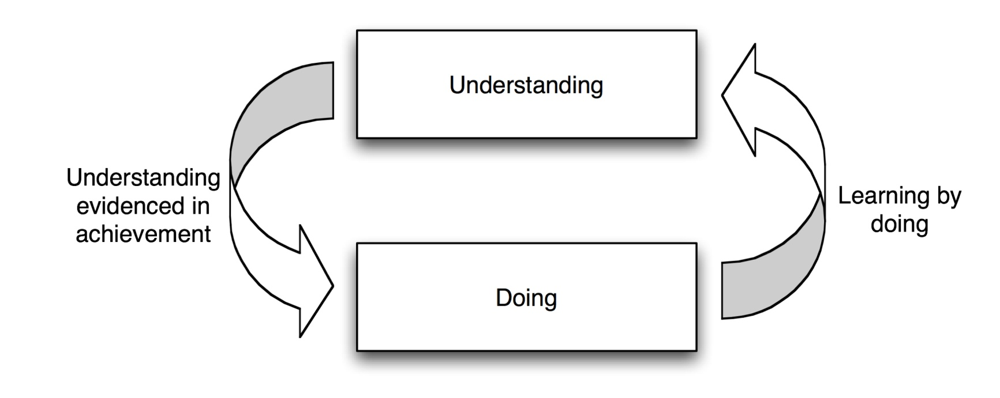 Understanding
Understanding
evidenced in
achievement
Learning by
doing
Doing